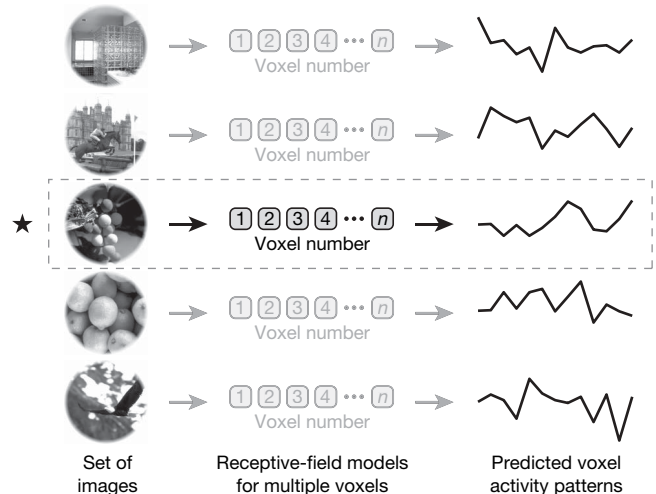 1 2 3 4 ••• n
Voxel number
1 2 3 4 ••• n
Voxel number
★ 1 2 3 4 ••• n
Voxel number
1 2 3 4 ••• n
Voxel number
1 2 3 4 ••• n
Voxel number
Set of images
Receptive-field models for multiple voxels
Predicted voxel activity patterns